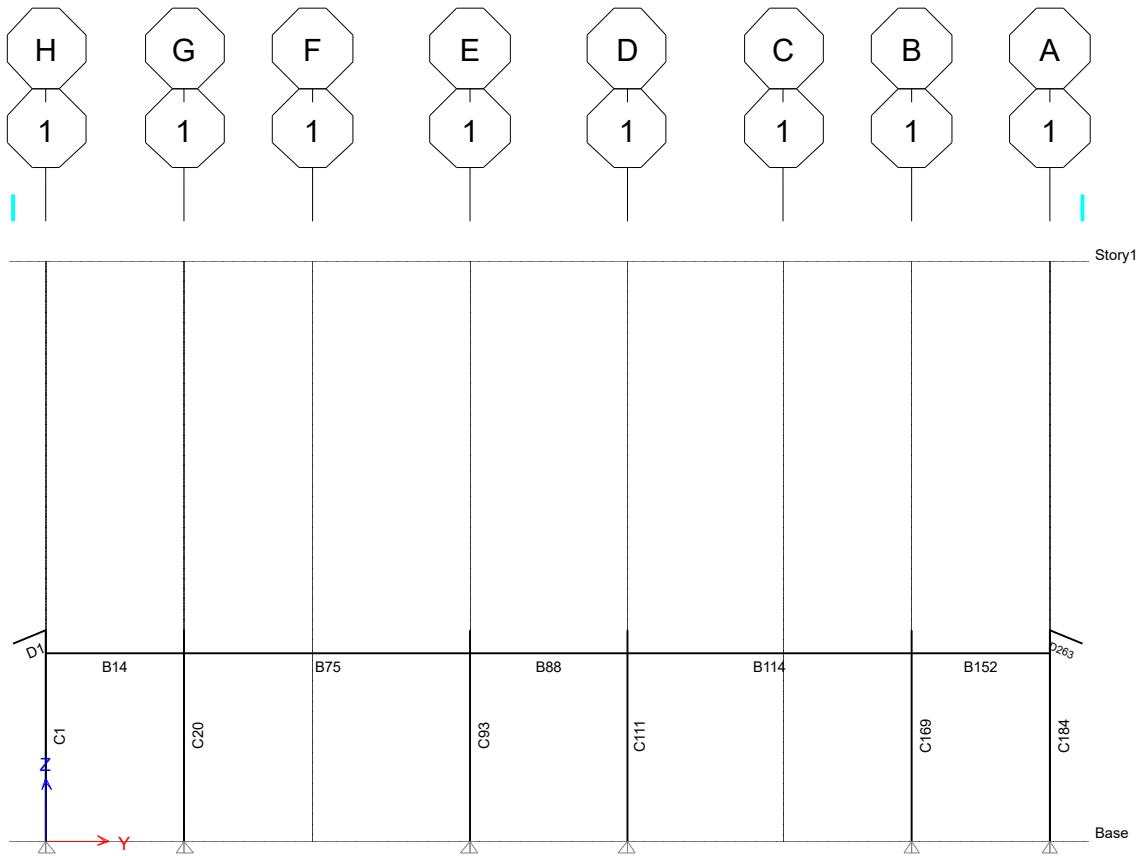 H G F E D C B A
1 1 1 1 1 1 1 1
Story1
D1 D263
B14 B75 B88 B114 B152
C1 C20 C93 C111 C169 C184
Z
Base
Y